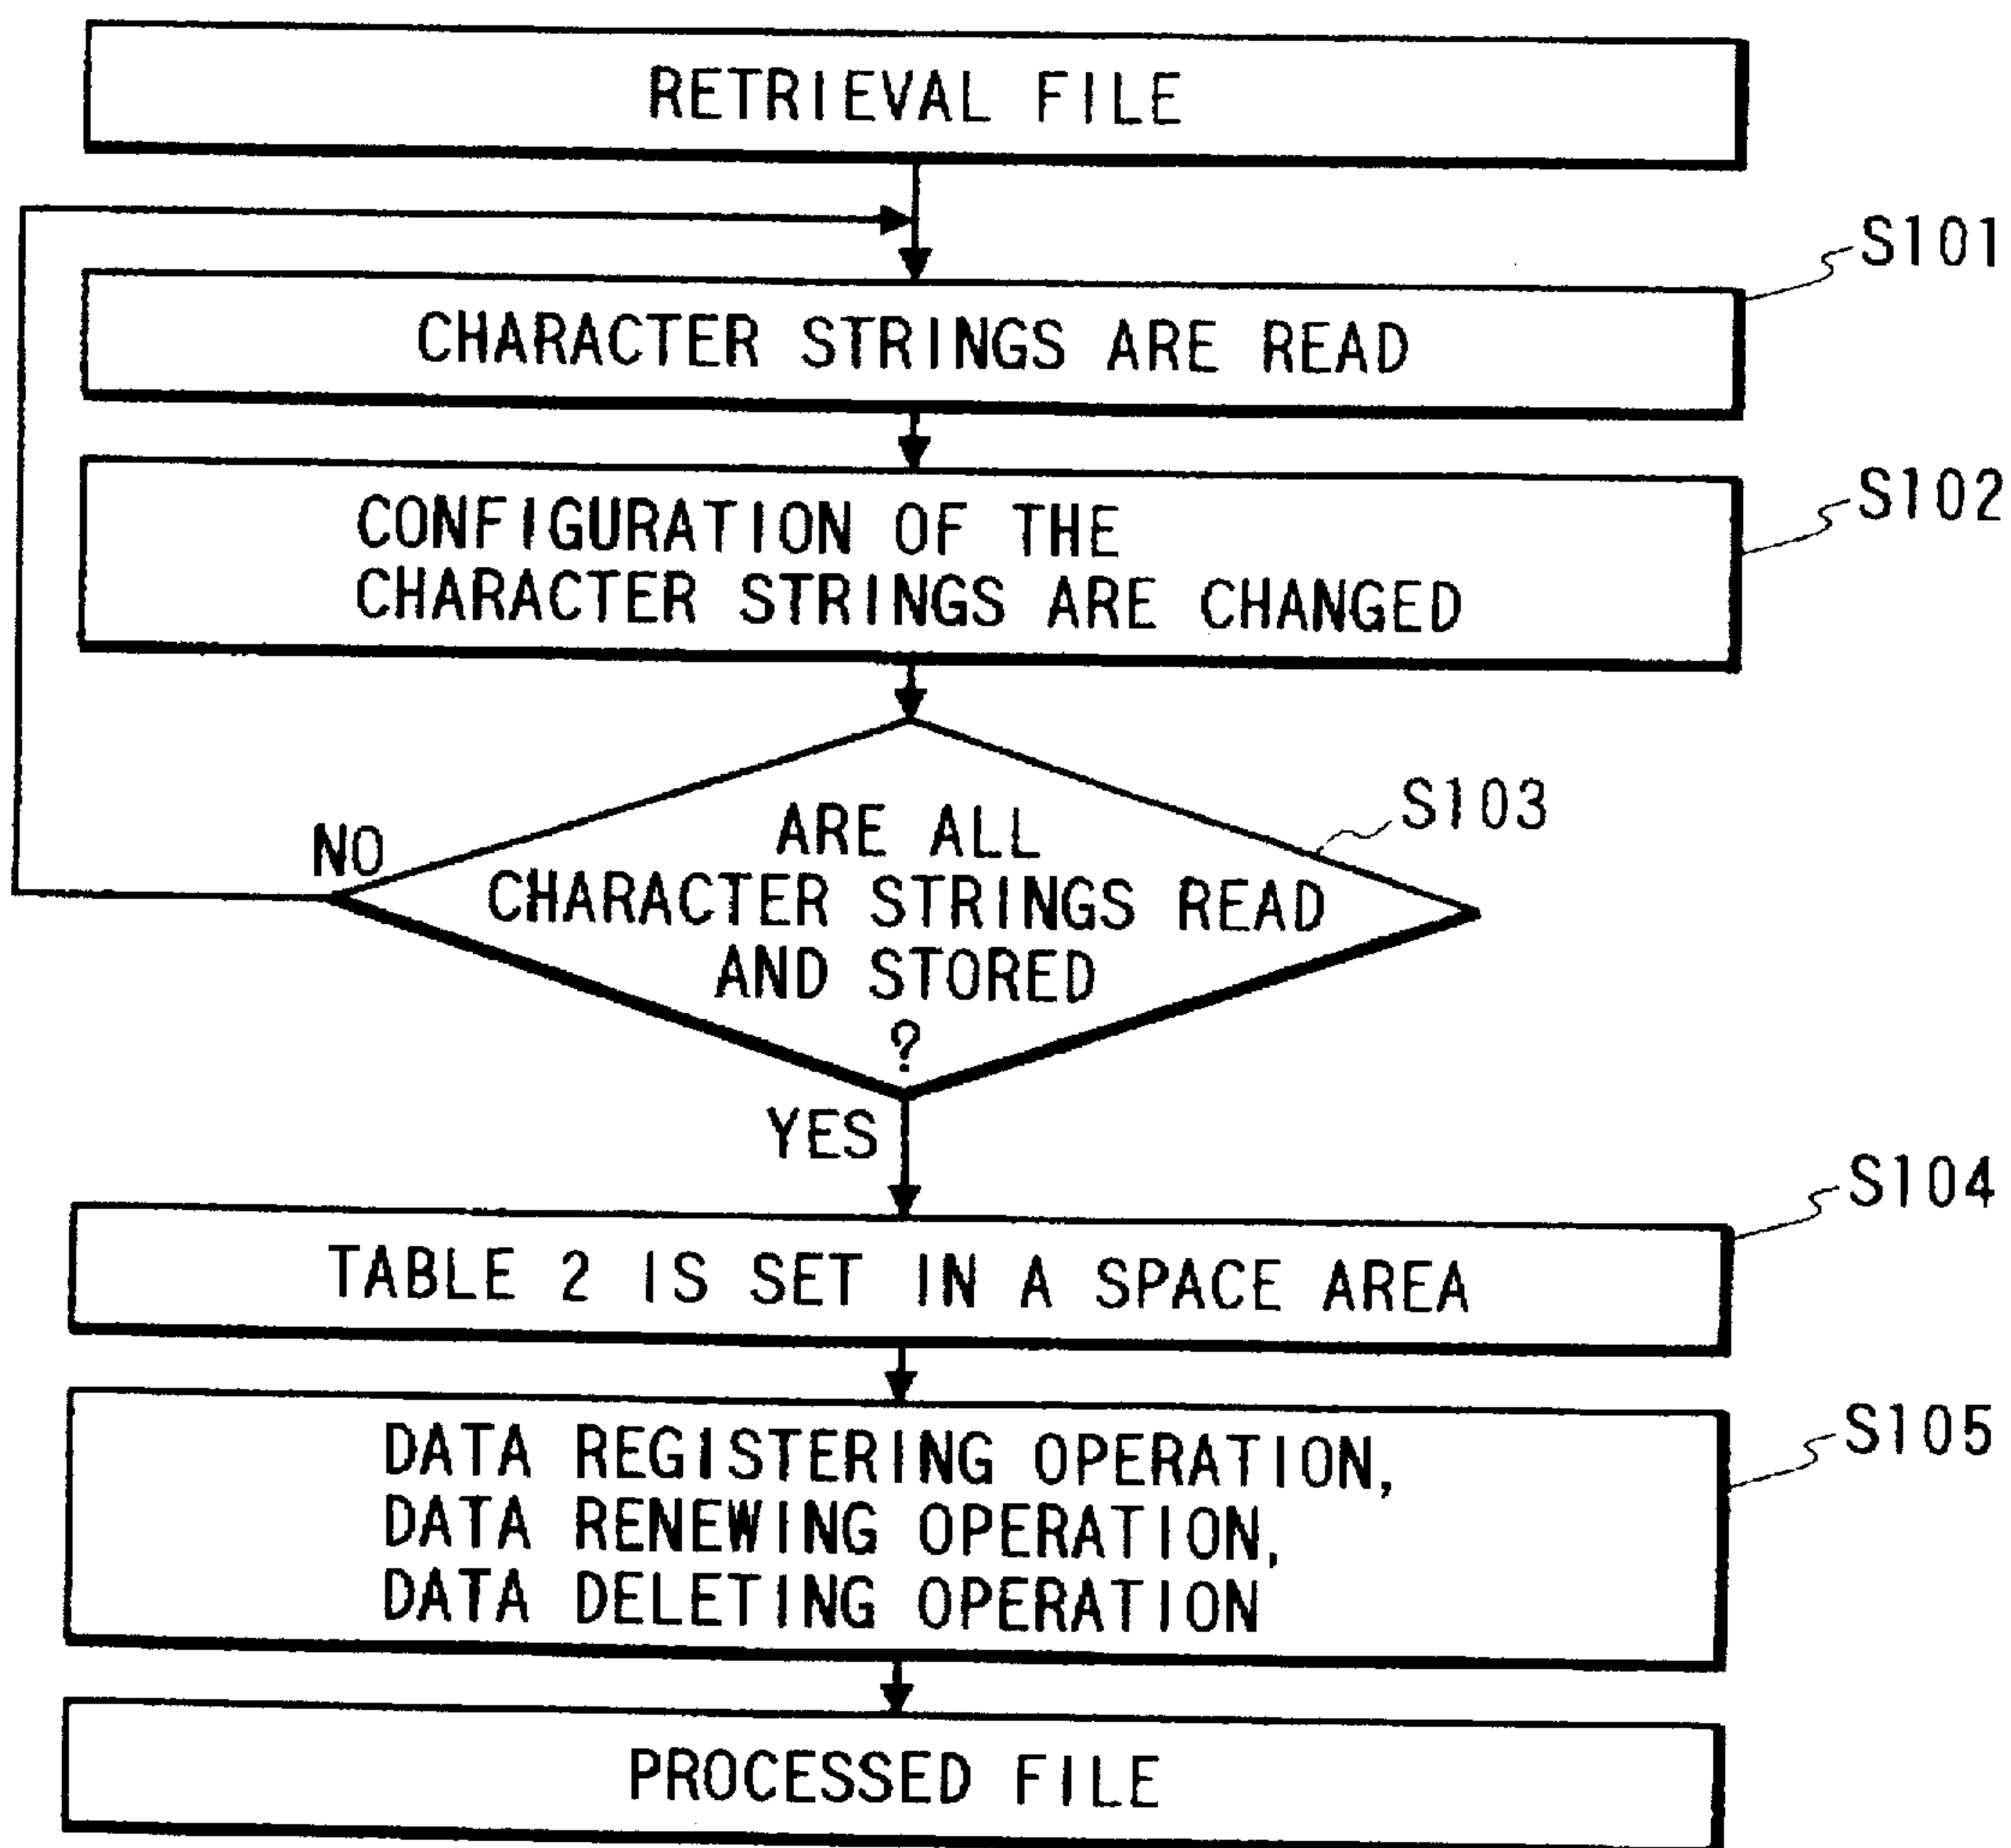 RETRIEVAL FILE
S101
CHARACTER STRINGS ARE READ
S102
CONFIGURATION OF THE
CHARACTER STRINGS ARE CHANGED
S103
NO
ARE ALL
CHARACTER STRINGS READ
AND STORED
?
YES
S104
TABLE 2 IS SET IN A SPACE AREA
S105
DATA REGISTERING OPERATION,
DATA RENEWING OPERATION,
DATA DELETING OPERATION
PROCESSED FILE